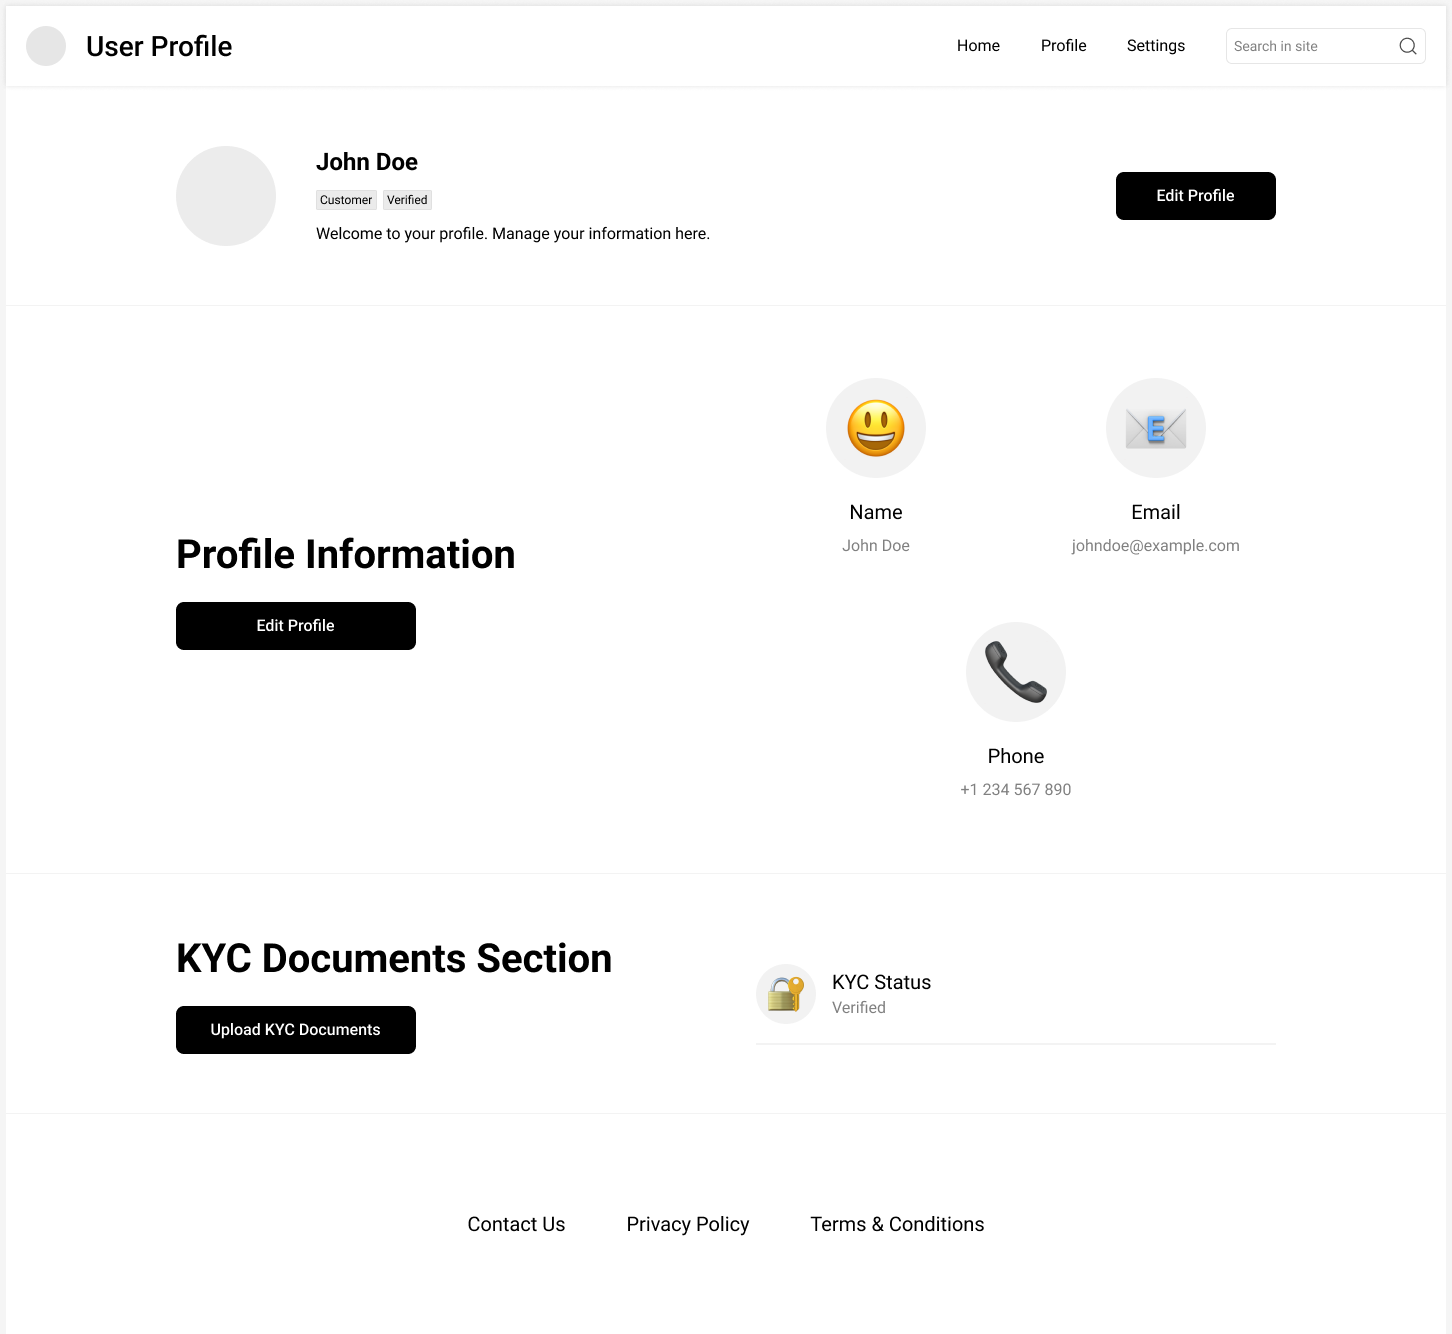 User Profile
Home
Profile
Settings
Search in site
John Doe
Customer
Verified
Welcome to your profile. Manage your information here.
Edit Profile
Profile Information
Edit Profile
Name
John Doe
E
Email
johndoe@example.com
Phone
+1 234 567 890
KYC Documents Section
Upload KYC Documents
KYC Status
Verified
Contact Us
Privacy Policy
Terms & Conditions